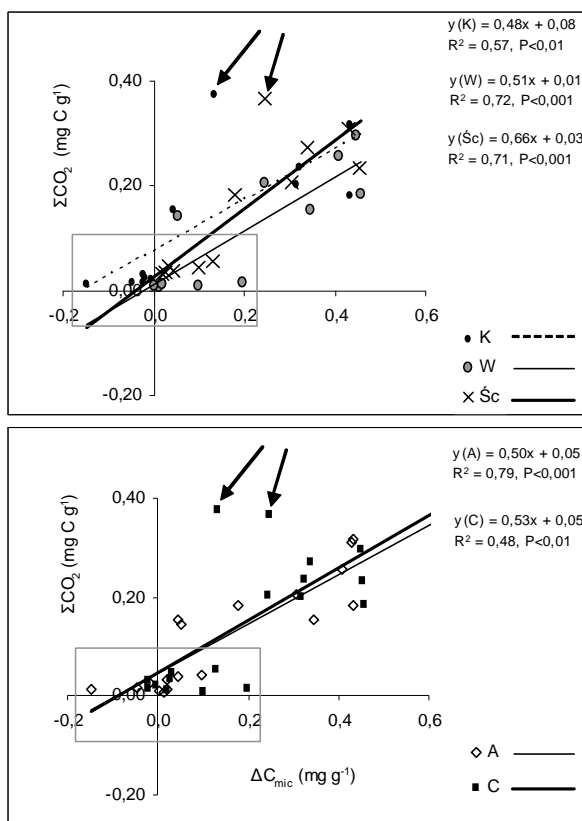 y(K) = 0,48x + 0,08
R² = 0,57, P<0,01
y(W) = 0,51x + 0,01
R² = 0,72, P<0,001
y(Śc) = 0,66x + 0,03
R² = 0,71, P<0,001
ΣCO₂ (mg C g¹)
0,40
0,20
0,00
-0,20
-0,2 0,0 0,2 0,4 0,6
K
W
Śc
y(A) = 0,50x + 0,05
R² = 0,79, P<0,001
y(C) = 0,53x + 0,05
R² = 0,48, P<0,01
ΣCO₂ (mg C g¹)
0,40
0,20
0,00
-0,20
-0,2 0,0 0,2 0,4 0,6
ΔCmic (mg g⁻¹)
A
C